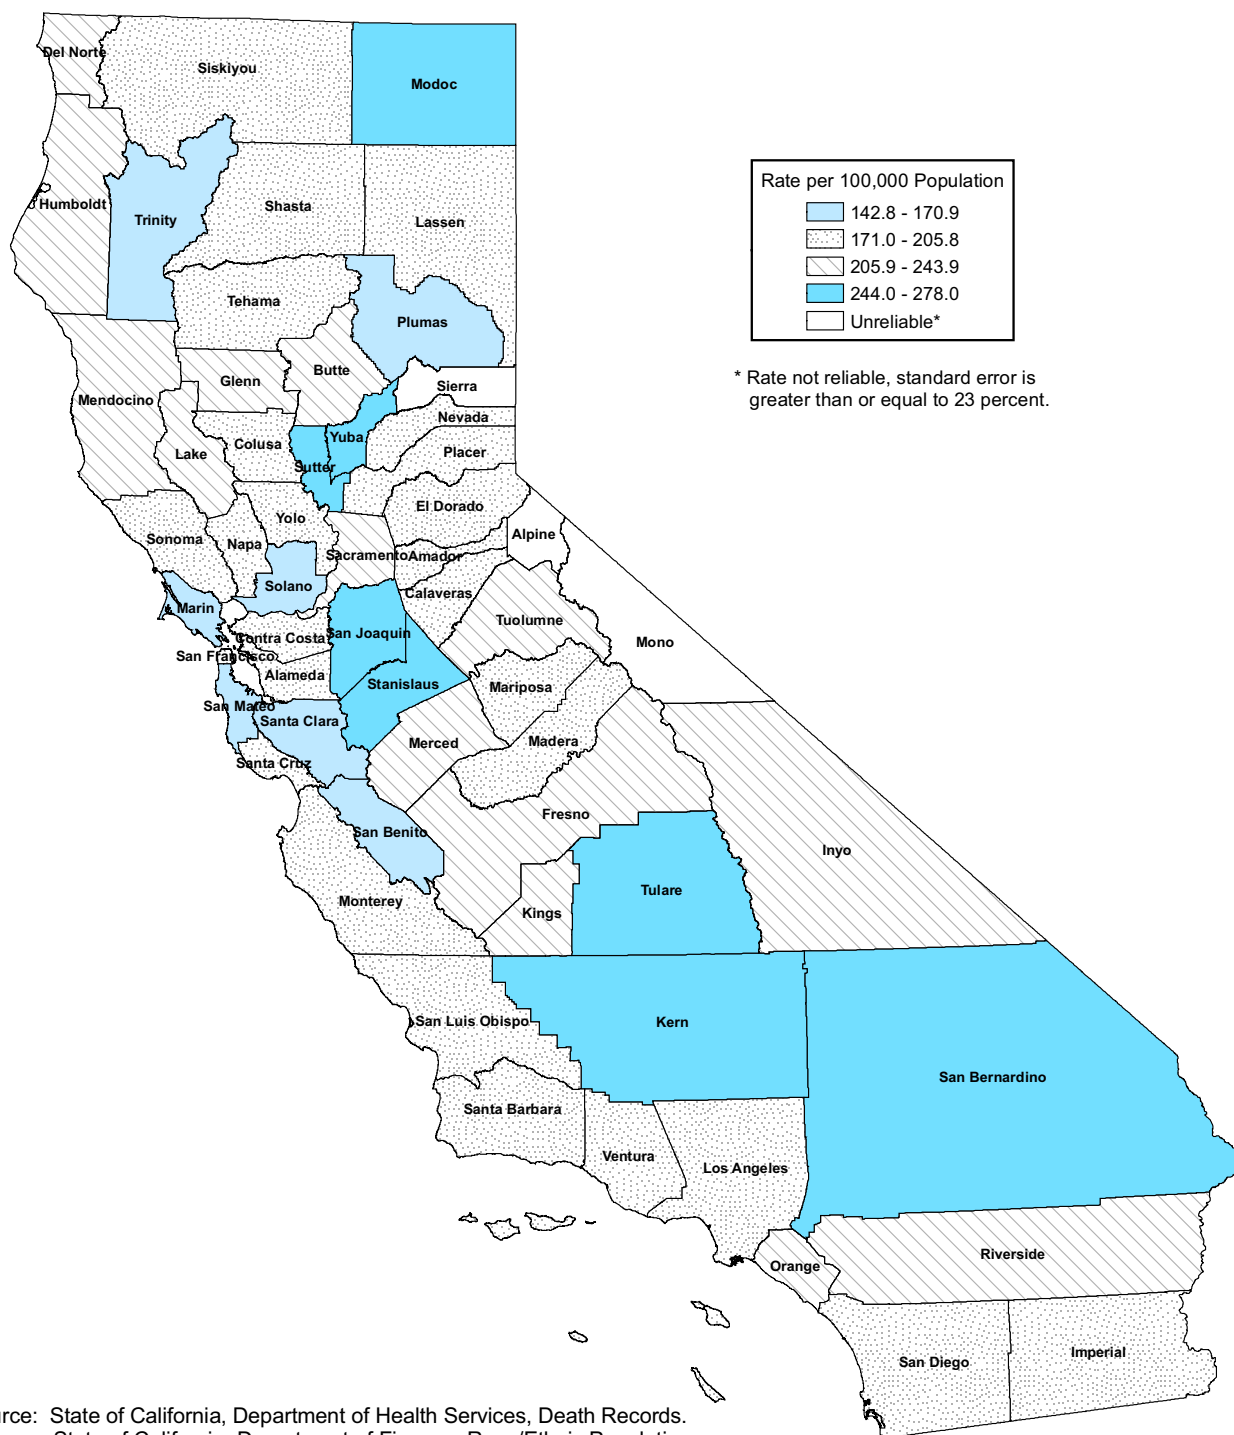 Del Norte
Siskiyou
Modoc
Humboldt
Trinity
Shasta
Lassen
Rate per 100,000 Population
142.8 - 170.9
171.0 - 205.8
205.9 - 243.9
244.0 - 278.0
Unreliable*
* Rate not reliable, standard error is
greater than or equal to 23 percent.
Tehama
Plumas
Mendocino
Glenn
Butte
Sierra
Nevada
Lake
Colusa
Sutter
Yuba
Placer
El Dorado
Sonoma
Napa
Yolo
Sacramento
Amador
Alpine
Marin
Solano
Calaveras
Tuolumne
Mono
Contra Costa
San Joaquin
San Francisco
Alameda
Stanislaus
Mariposa
San Mateo
Santa Clara
Merced
Madera
Santa Cruz
San Benito
Fresno
Inyo
Monterey
Kings
Tulare
San Luis Obispo
Kern
San Bernardino
Santa Barbara
Ventura
Los Angeles
Orange
Riverside
San Diego
Imperial
State of California, Department of Health Services, Death Records.